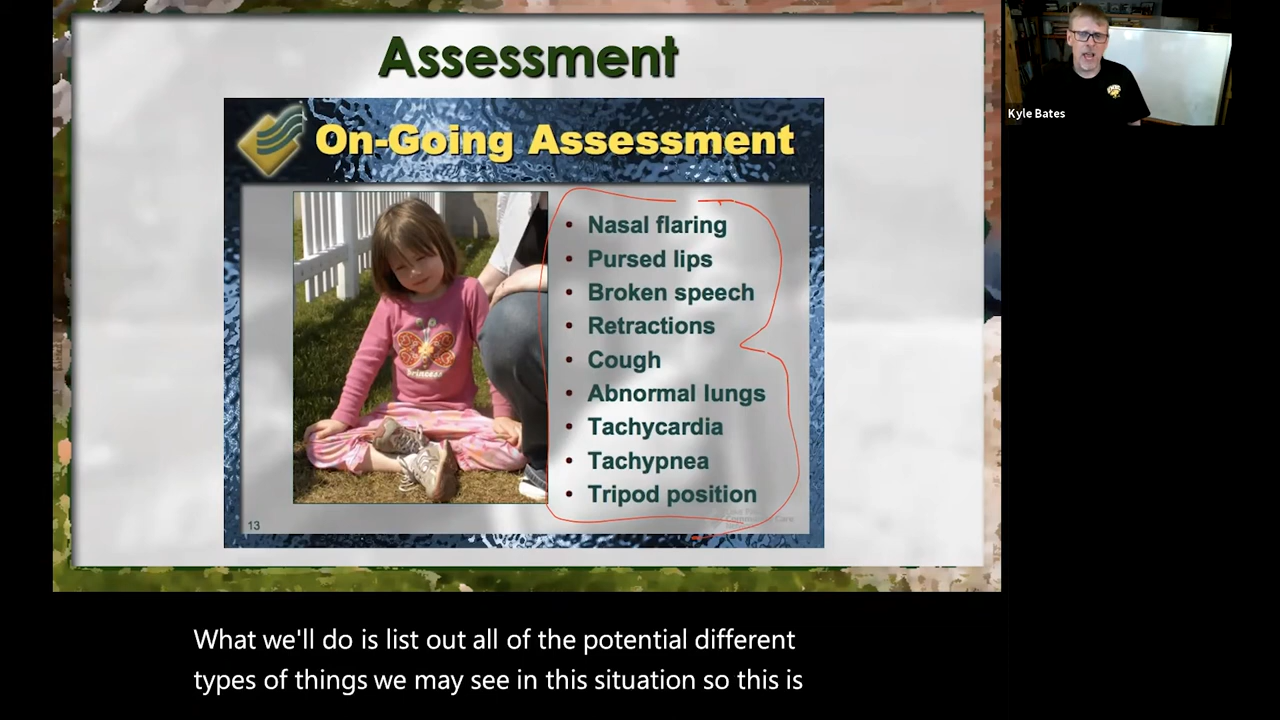 Assessment
Kyle Bates
On-Going Assessment
• Nasal flaring
• Pursed lips
• Broken speech
• Retractions
• Cough
• Abnormal lungs
• Tachycardia
• Tachypnea
• Tripod position
Princess
13
What we'll do is list out all of the potential different
types of things we may see in this situation so this is